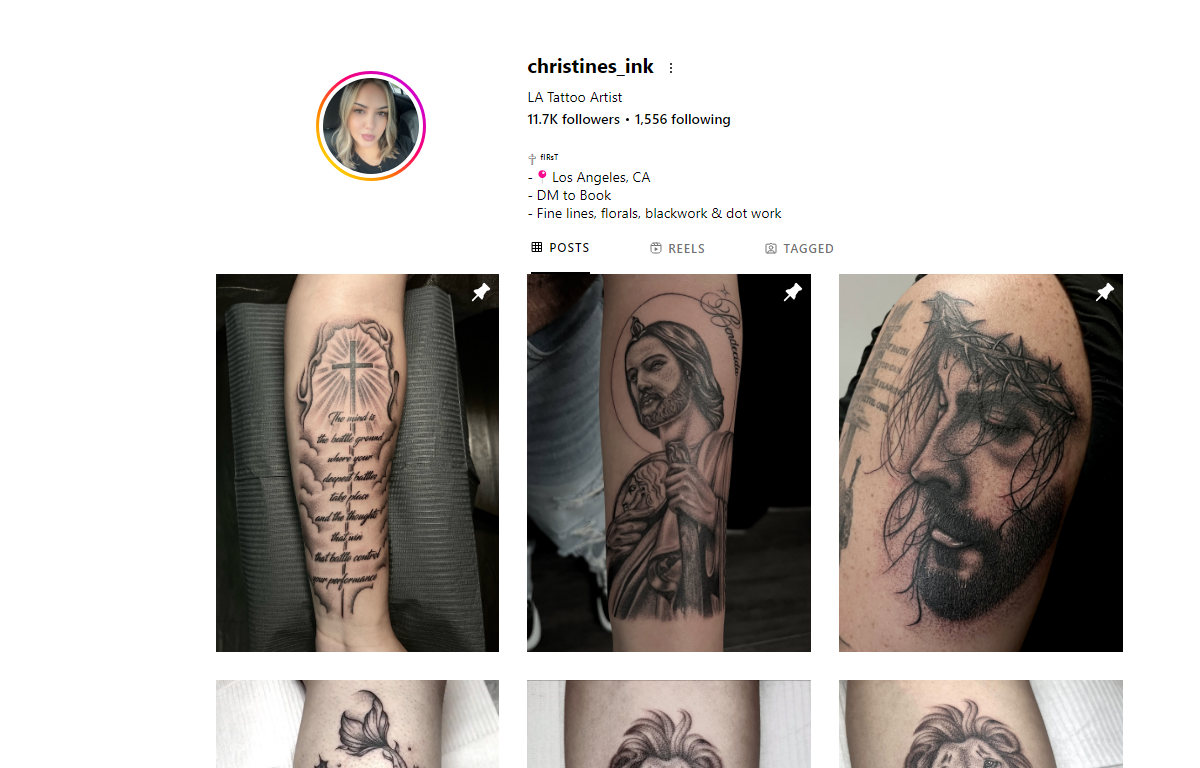 christines_ink
LA Tattoo Artist
11.7K followers • 1,556 following
✝️ ᶠᴵᴿˢᵀ
- 📍 Los Angeles, CA
- DM to Book
- Fine lines, florals, blackwork & dot work
POSTS REELS TAGGED
The mind is
the battle ground
where your
deepest battles
take place
and the thoughts
that win
that battle control
your performance